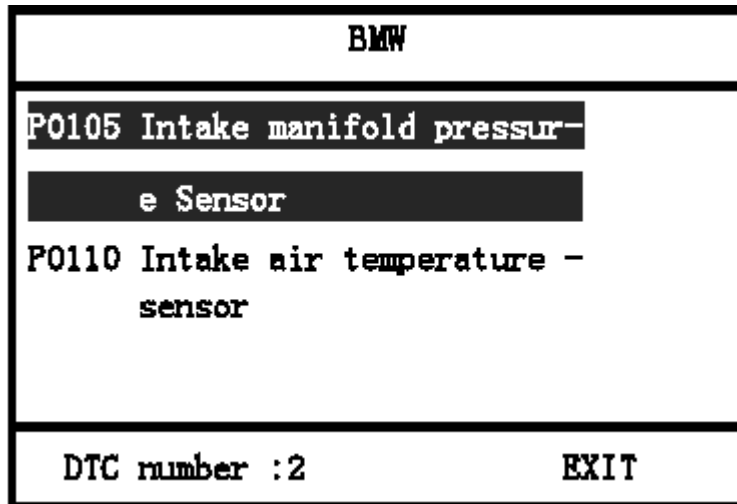 BMW
P0105 Intake manifold pressur-
e Sensor
P0110 Intake air temperature -
sensor
DTC number :2 EXIT